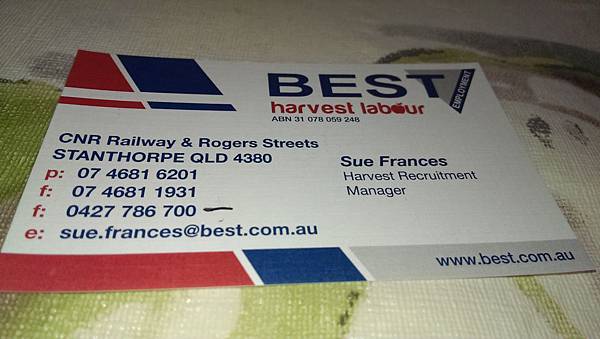 BEST
EMPLOYMENT
harvest labour
ABN 31 078 059 248
CNR Railway & Rogers Streets
STANTHORPE QLD 4380
p: 07 4681 6201
f: 07 4681 1931
f: 0427 786 700
e: sue.frances@best.com.au
Sue Frances
Harvest Recruitment
Manager
www.best.com.au